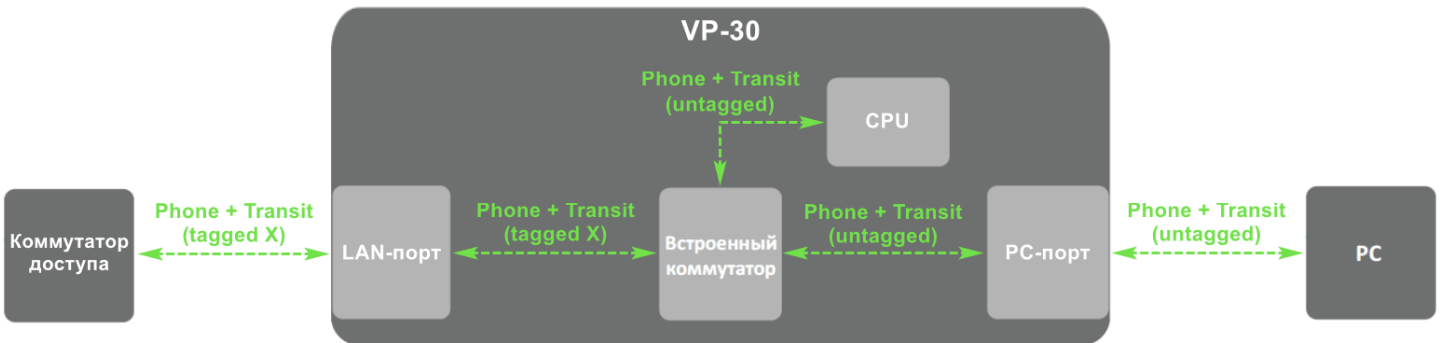 VP-30
Phone + Transit
(untagged)
CPU
Коммутатор
доступа
Phone + Transit
(tagged X)
LAN-порт
Phone + Transit
(tagged X)
Встроенный
коммутатор
Phone + Transit
(untagged)
PC-порт
Phone + Transit
(untagged)
PC